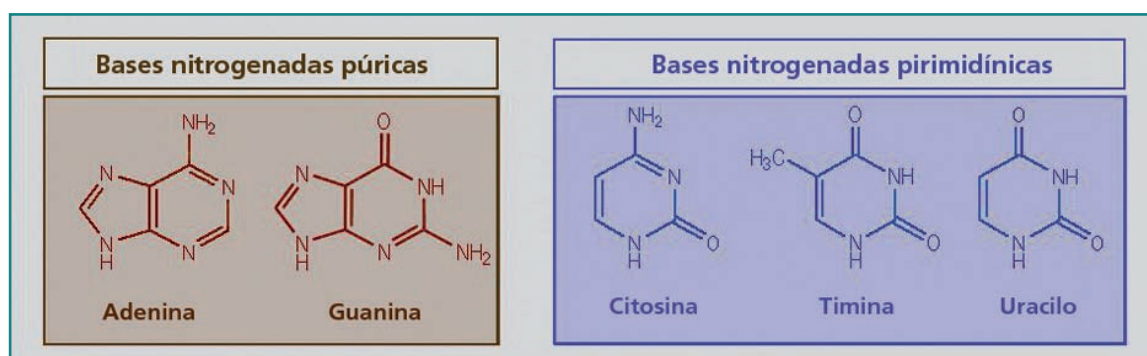 Bases nitrogenadas púricas
Bases nitrogenadas pirimidínicas
NH₂
N
N
N
H
N
Adenina
O
N
NH
N
H
N
NH₂
Guanina
NH₂
N
N
H
O
Citosina
O
H₃C
NH
N
H
O
Timina
O
NH
N
H
O
Uracilo